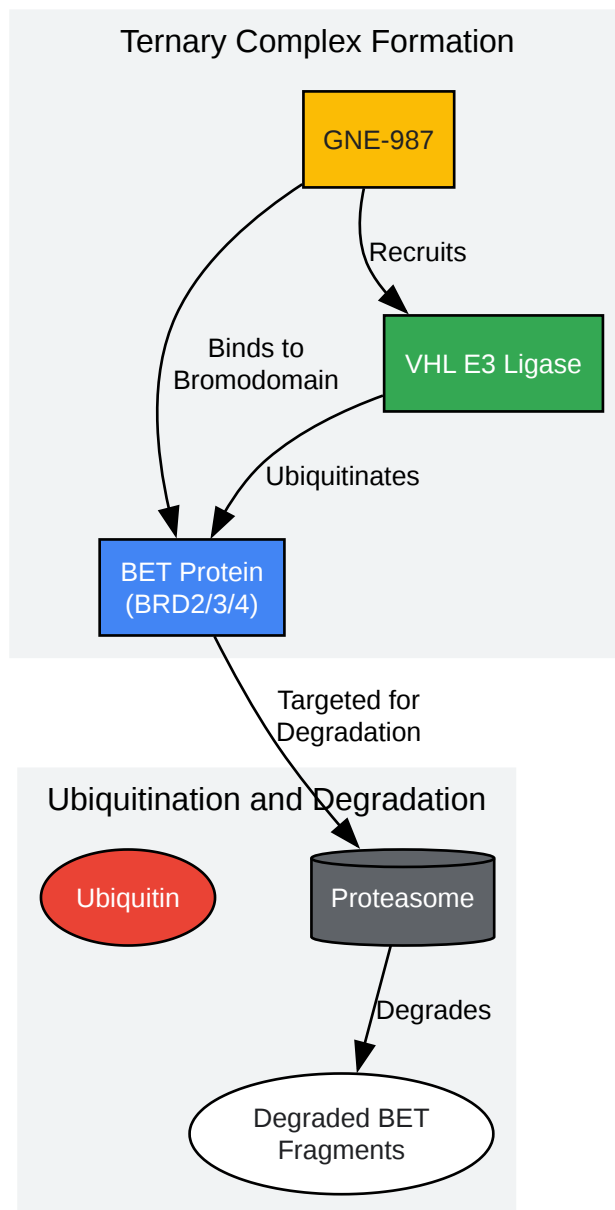 Ternary Complex Formation
GNE-987
Recruits
VHL E3 Ligase
Binds to
Bromodomain
Ubiquitinates
BET Protein
(BRD2/3/4)
Targeted for
Degradation
Ubiquitination and Degradation
Ubiquitin
Proteasome
Degrades
Degraded BET
Fragments